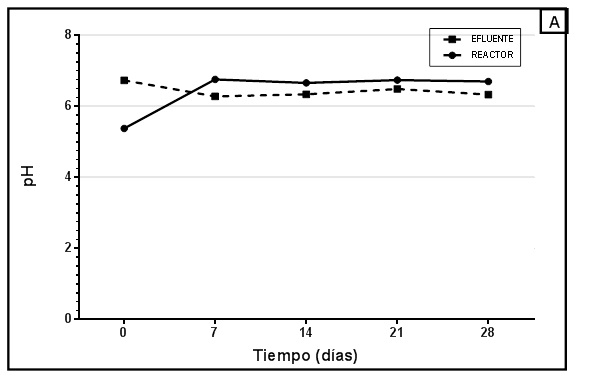 A
EFLUENTE
REACTOR
8
6
4
2
0
pH
0 7 14 21 28
Tiempo (días)